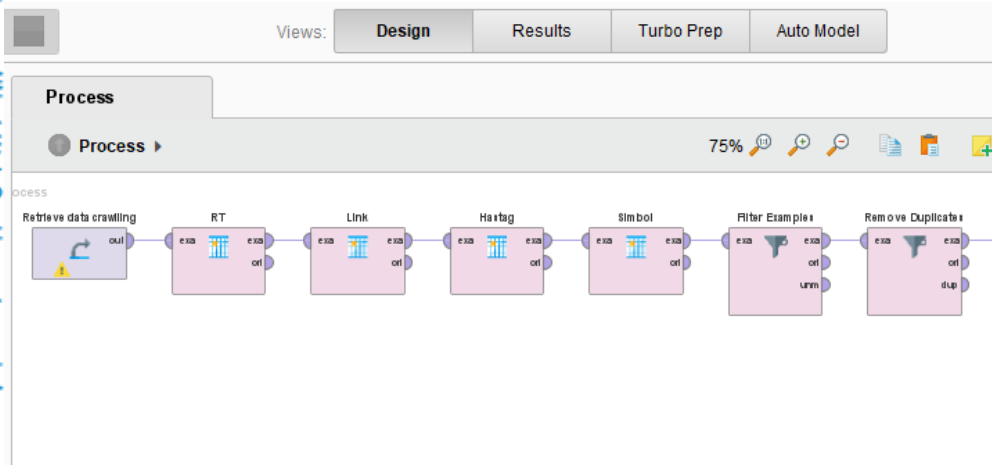 Views: Design Results Turbo Prep Auto Model
Process
Process
75%
ocess
Retrieve data crawlling RT Link Hastag Simbol Filter Examples Remove Duplicates
out exa exa exa exa exa exa exa exa exa exa exa exa
ori ori ori ori ori ori
unm dup